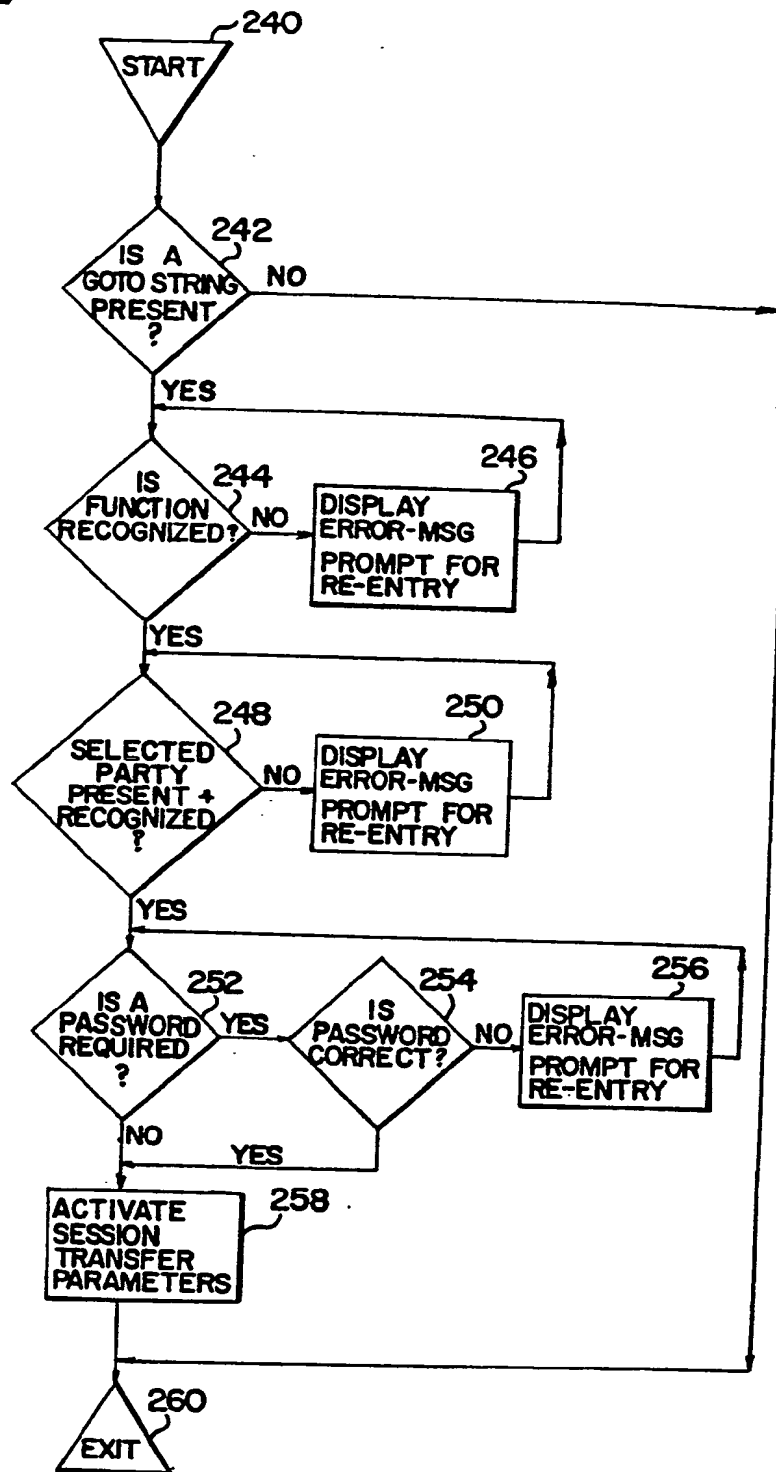 240
START
242
IS A
GOTO STRING
PRESENT
?
NO
YES
244
IS
FUNCTION
RECOGNIZED?
NO
246
DISPLAY
ERROR-MSG
PROMPT FOR
RE-ENTRY
YES
248
SELECTED
PARTY
PRESENT +
RECOGNIZED
?
NO
250
DISPLAY
ERROR-MSG
PROMPT FOR
RE-ENTRY
YES
252
IS A
PASSWORD
REQUIRED
?
YES
254
IS
PASSWORD
CORRECT?
NO
256
DISPLAY
ERROR-MSG
PROMPT FOR
RE-ENTRY
NO
YES
258
ACTIVATE
SESSION
TRANSFER
PARAMETERS
260
EXIT